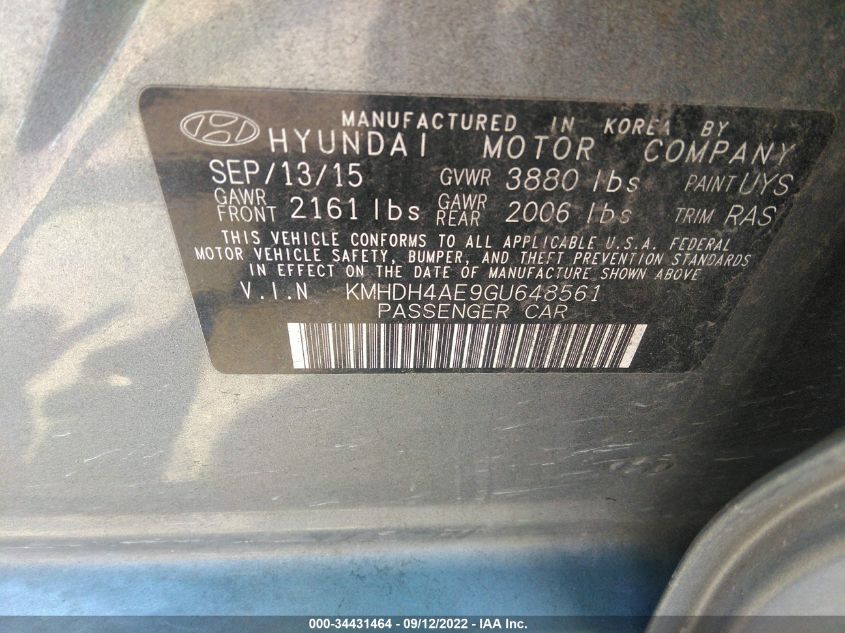 MANUFACTURED IN KOREA BY
HYUNDAI MOTOR COMPANY
SEP/13/15 GVWR 3880 lbs PAINT UYS
GAWR FRONT 2161 lbs GAWR REAR 2006 lbs TRIM RAS
THIS VEHICLE CONFORMS TO ALL APPLICABLE U.S.A. FEDERAL
MOTOR VEHICLE SAFETY, BUMPER, AND THEFT PREVENTION STANDARDS
IN EFFECT ON THE DATE OF MANUFACTURE SHOWN ABOVE
V.I.N KMHDH4AE9GU648561
PASSENGER CAR
000-34431464 - 09/12/2022 - IAA Inc.